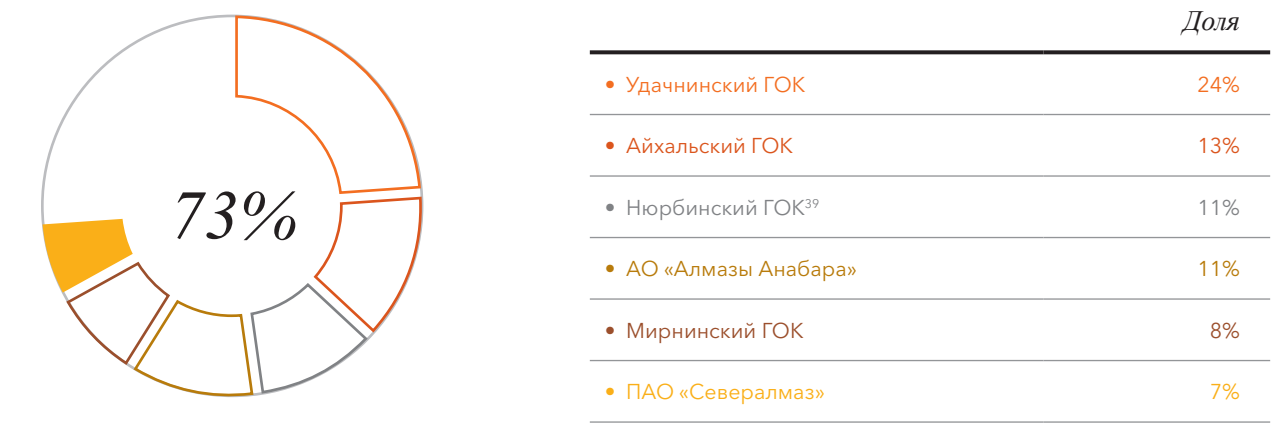 73%
Доля
Удачнинский ГОК 24%
Айхальский ГОК 13%
Нюрбинский ГОК³⁹ 11%
АО «Алмазы Анабара» 11%
Мирнинский ГОК 8%
ПАО «Севералмаз» 7%